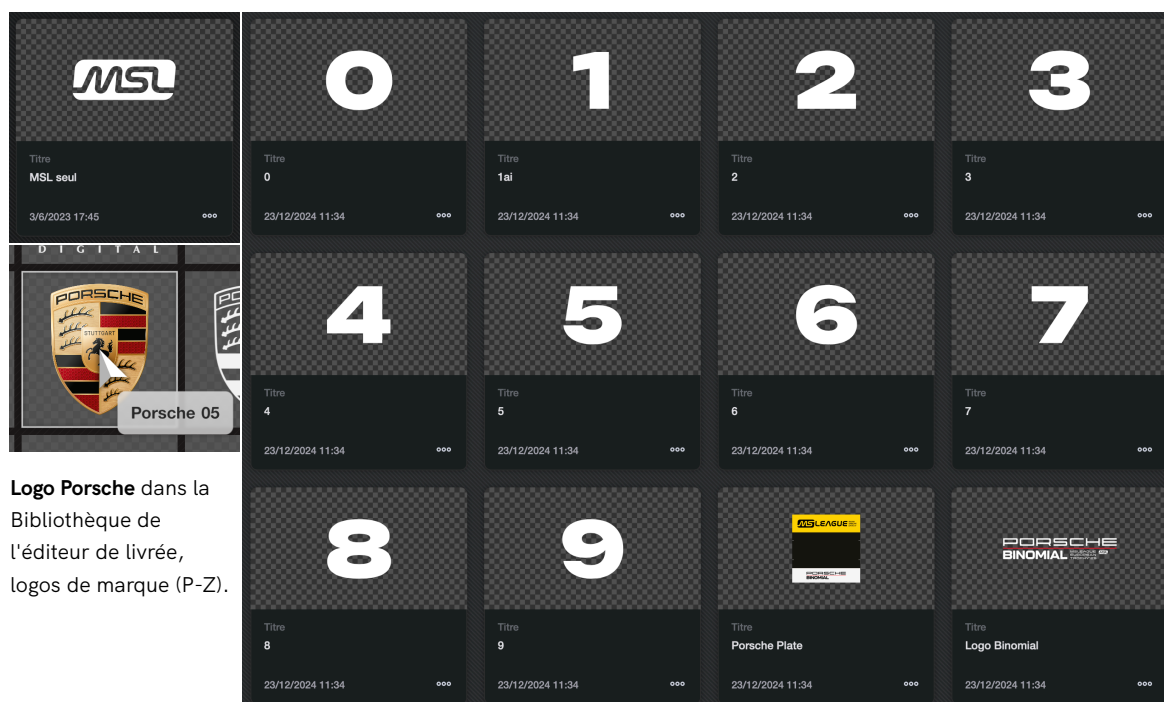 MSL
Titre
MSL seul
3/6/2023 17:45
0
Titre
0
23/12/2024 11:34
1
Titre
1ai
23/12/2024 11:34
2
Titre
2
23/12/2024 11:34
3
Titre
3
23/12/2024 11:34
DIGITAL
PORSCHE
STUTTGART
Porsche 05
Logo Porsche dans la
Bibliothèque de
l'éditeur de livrée,
logos de marque (P-Z).
4
Titre
4
23/12/2024 11:34
5
Titre
5
23/12/2024 11:34
6
Titre
6
23/12/2024 11:34
7
Titre
7
23/12/2024 11:34
8
Titre
8
23/12/2024 11:34
9
Titre
9
23/12/2024 11:34
MSLEAGUE
PORSCHE
BINOMIAL
Titre
Porsche Plate
23/12/2024 11:34
PORSCHE
BINOMIAL
Titre
Logo Binomial
23/12/2024 11:34